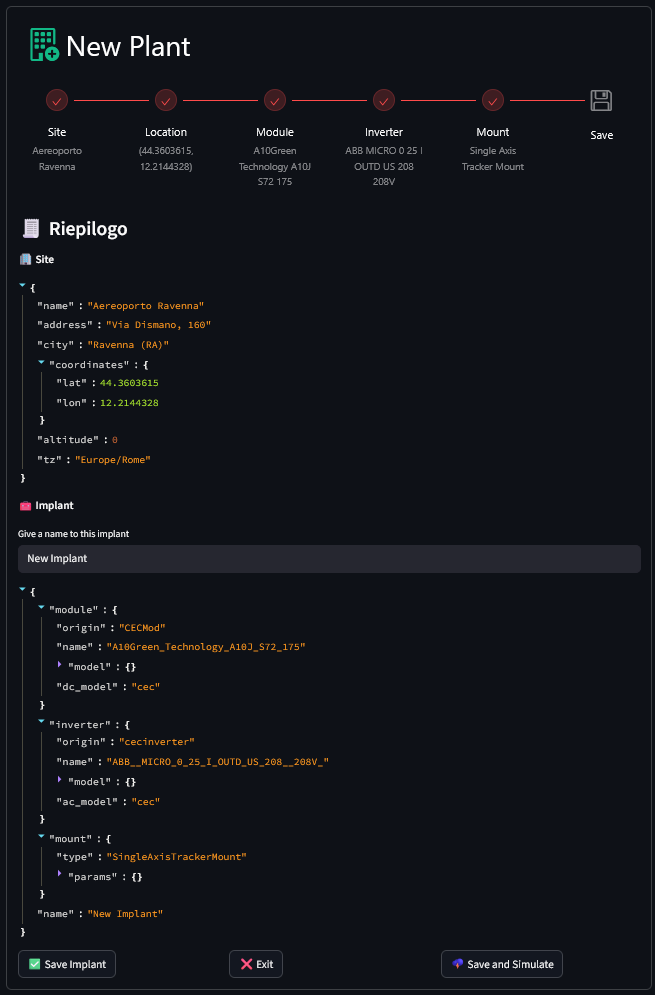 New Plant
Site
Location
Module
Inverter
Mount
Save
Aereoporto
Ravenna
(44.3603615,
12.2144328)
A10Green
Technology A10J
S72 175
ABB MICRO 0 25 I
OUTD US 208
208V
Single Axis
Tracker Mount
Riepilogo
Site
{
"name" : "Aereoporto Ravenna"
"address" : "Via Dismano, 160"
"city" : "Ravenna (RA)"
"coordinates" : {
"lat" : 44.3603615
"lon" : 12.2144328
}
"altitude" : 0
"tz" : "Europe/Rome"
}
Implant
Give a name to this implant
New Implant
{
"module" : {
"origin" : "CECMod"
"name" : "A10Green_Technology_A10J_S72_175"
"model" : {}
"dc_model" : "cec"
}
"inverter" : {
"origin" : "cecinverter"
"name" : "ABB__MICRO_0_25_I_OUTD_US_208__208V_"
"model" : {}
"ac_model" : "cec"
}
"mount" : {
"type" : "SingleAxisTrackerMount"
"params" : {}
}
"name" : "New Implant"
}
Save Implant
Exit
Save and Simulate